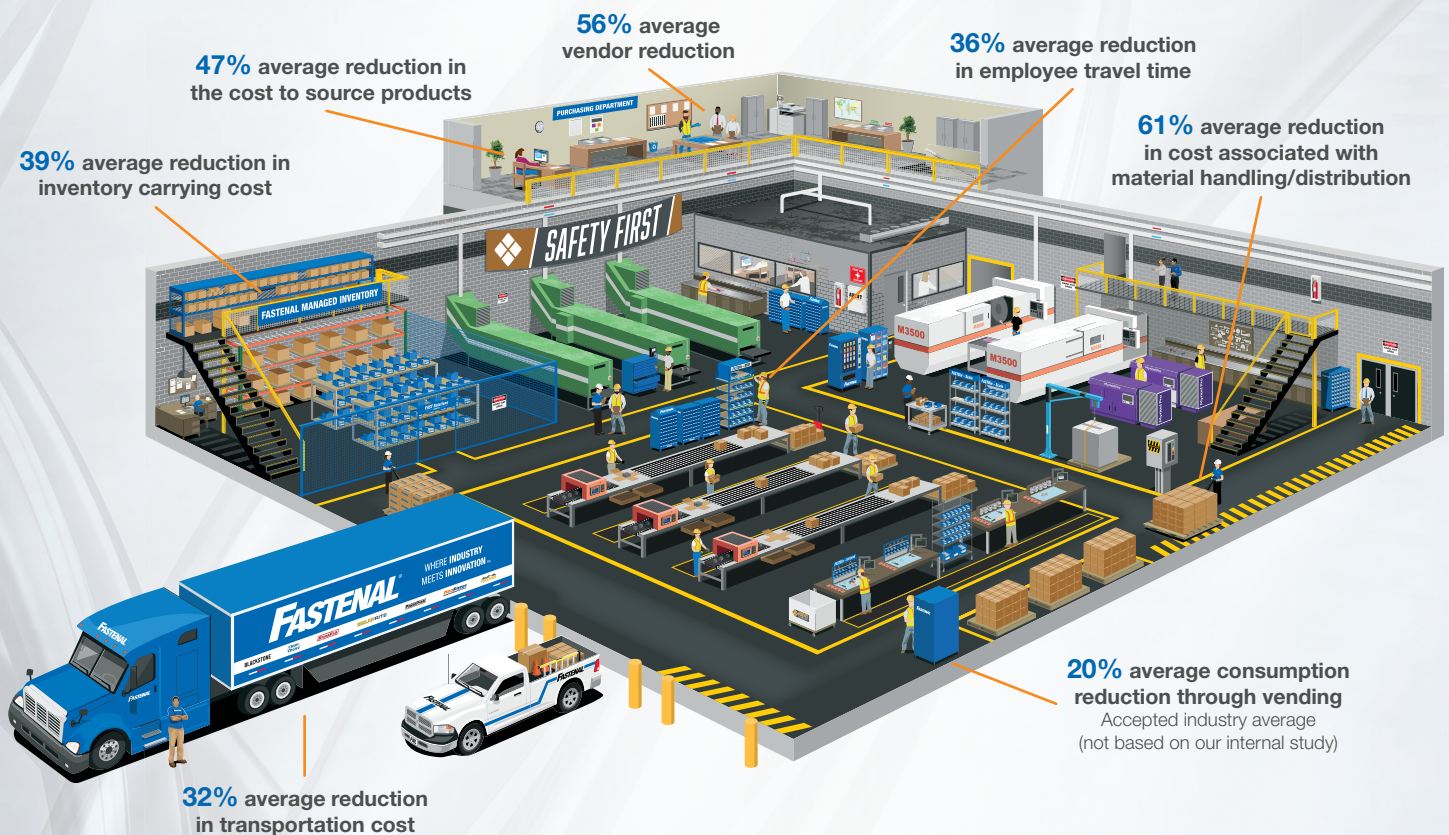 56% average
vendor reduction
36% average reduction
in employee travel time
47% average reduction in
the cost to source products
61% average reduction
in cost associated with
material handling/distribution
39% average reduction in
inventory carrying cost
PURCHASING DEPARTMENT
SAFETY FIRST
FASTENAL MANAGED INVENTORY
M3500
M3500
FASTENAL
FASTENAL
FASTENAL
WHERE INDUSTRY
MEETS INNOVATION
BLACKSTONE
FASTENAL
20% average consumption
reduction through vending
Accepted industry average
(not based on our internal study)
32% average reduction
in transportation cost